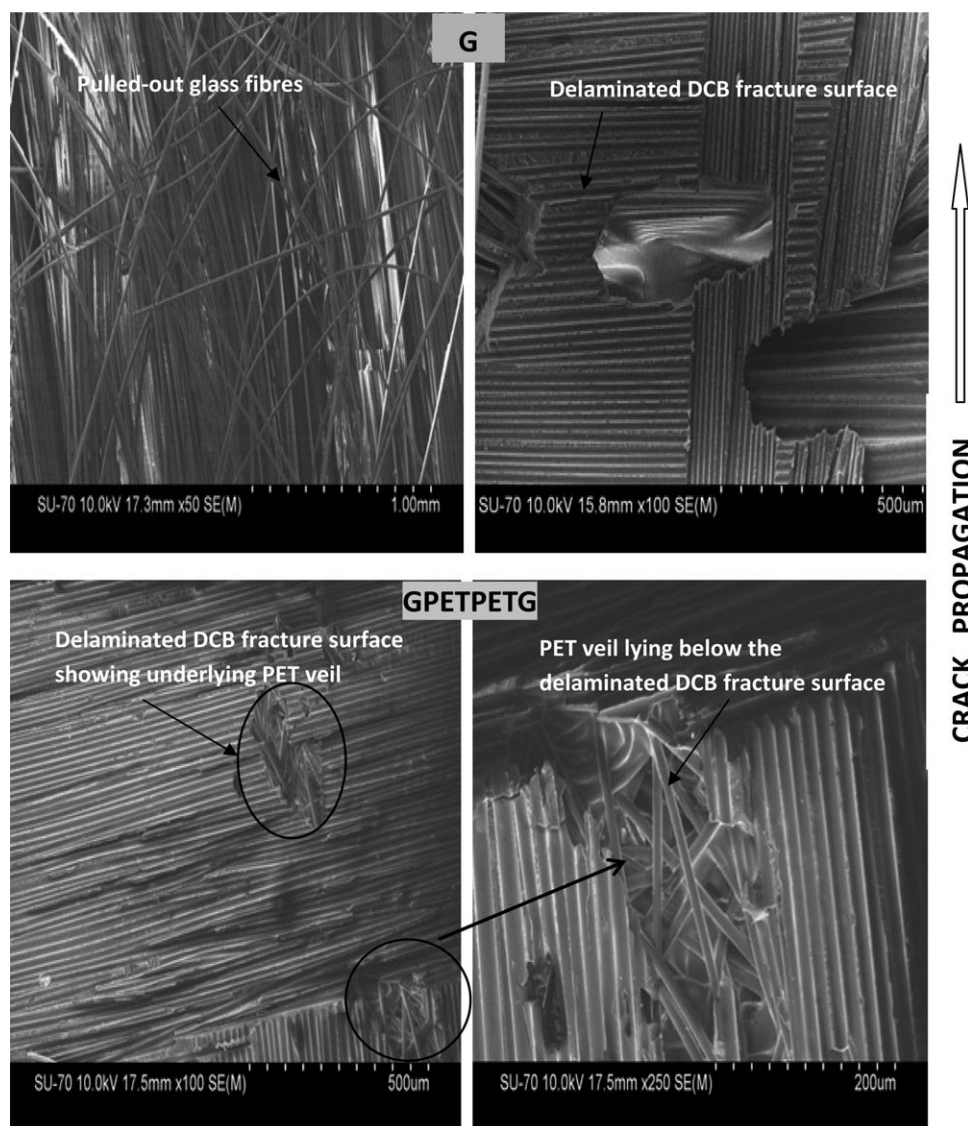 G
Pulled-out glass fibres
Delaminated DCB fracture surface
SU-70 10.0kV 17.3mm x50 SE(M)
1.00mm
SU-70 10.0kV 15.8mm x100 SE(M)
500um
GPETPETG
Delaminated DCB fracture surface
showing underlying PET veil
PET veil lying below the
delaminated DCB fracture surface
SU-70 10.0kV 17.5mm x100 SE(M)
500um
SU-70 10.0kV 17.5mm x250 SE(M)
200um
CRACK PROPAGATION